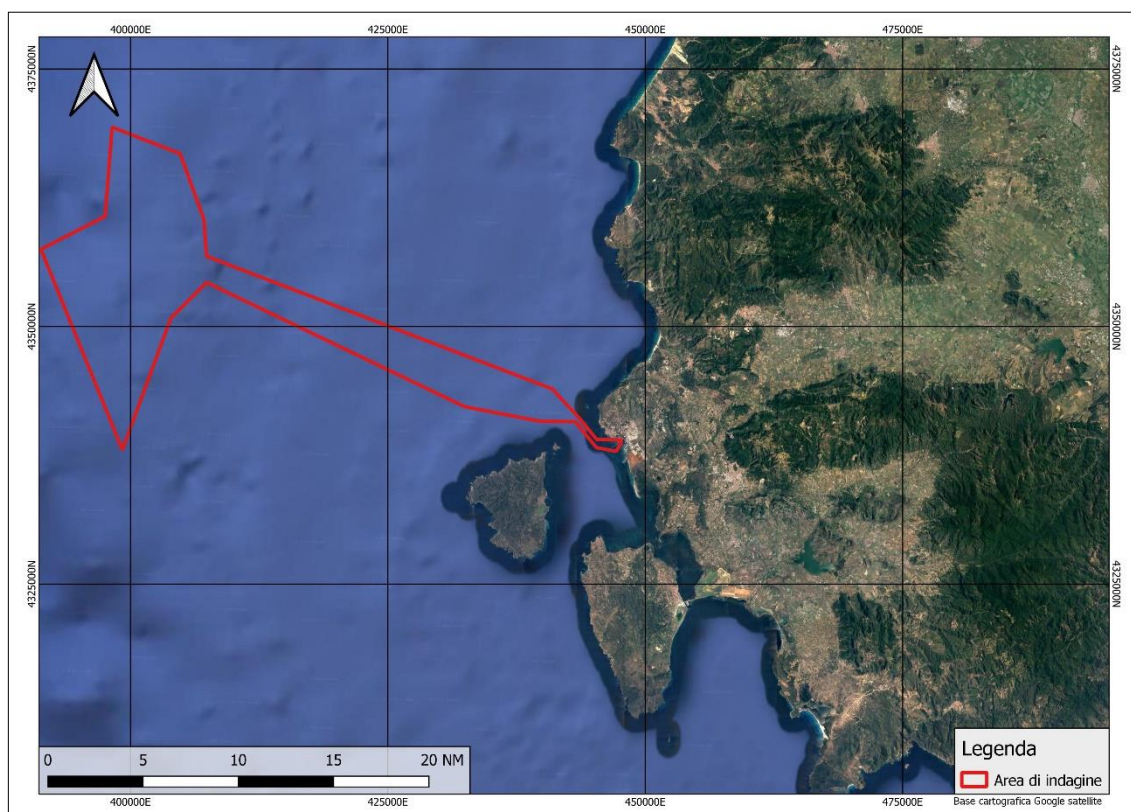 400000E 425000E 450000E 475000E
4375000N 4375000N
4350000N 4350000N
4325000N 4325000N
0 5 10 15 20 NM
Legenda
Area di indagine
400000E 425000E 450000E 475000E
Base cartografica Google satellite